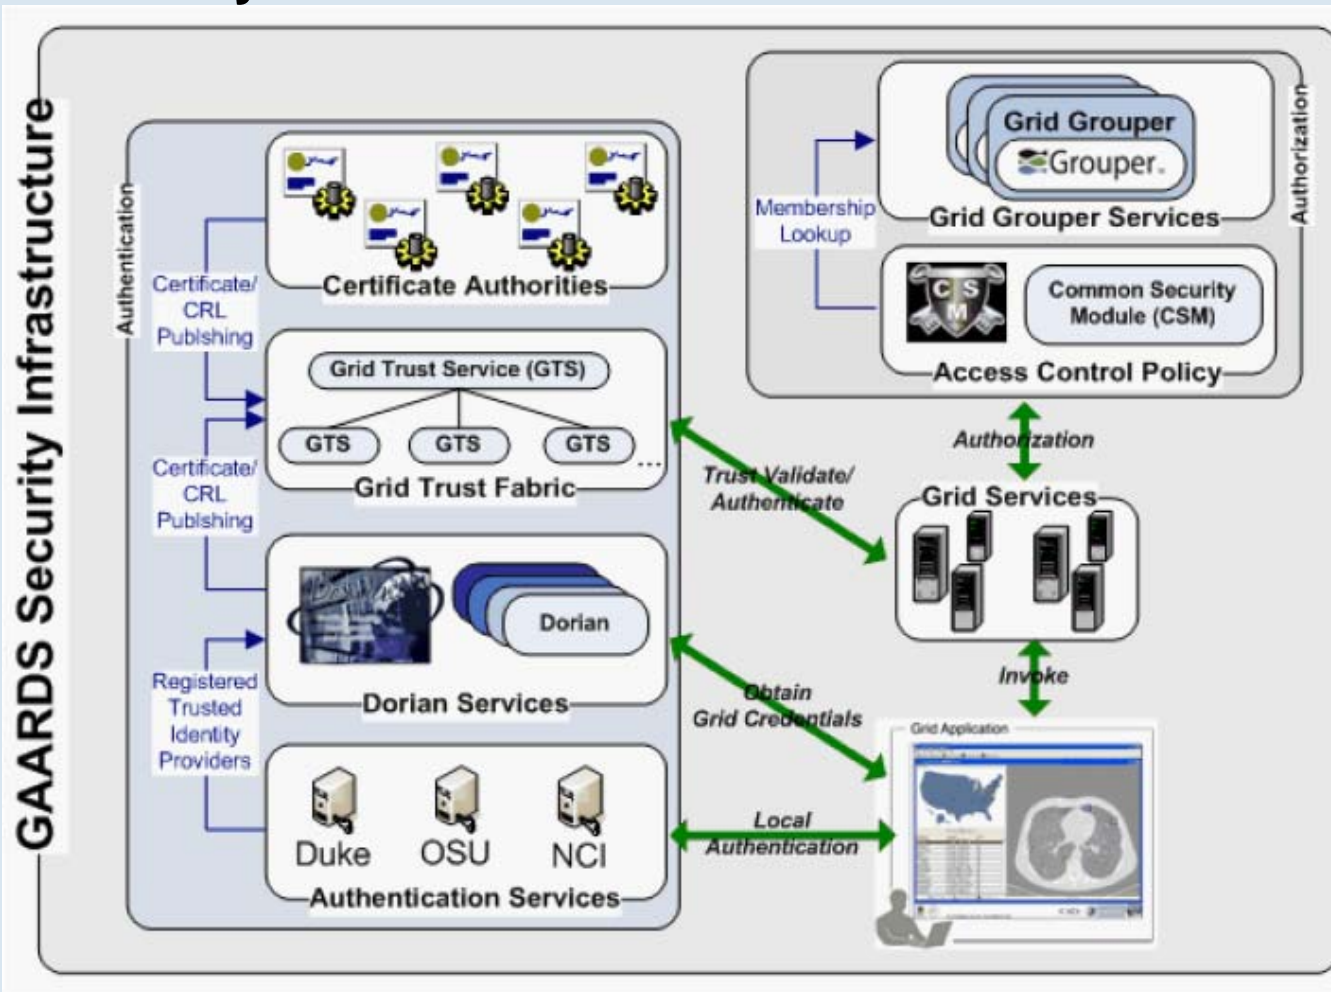 GAARDS Security Infrastructure
Authentication
Certificate Authorities
Certificate/
CRL
Publshing
Grid Trust Service (GTS)
GTS
GTS
GTS
....
Grid Trust Fabric
Certificate/
CRL
Publshing
Dorian
Dorian Services
Registered
Trusted
Identity
Providers
Duke
OSU
NCI
Authentication Services
Authorization
Grid Grouper
Grouper
Grid Grouper Services
Membership
Lookup
CS
M
Common Security
Module (CSM)
Access Control Policy
Authorization
Trust Validate/
Authenticate
Grid Services
Invoke
Obtain
Grid Credentials
Grid Application
Local
Authentication